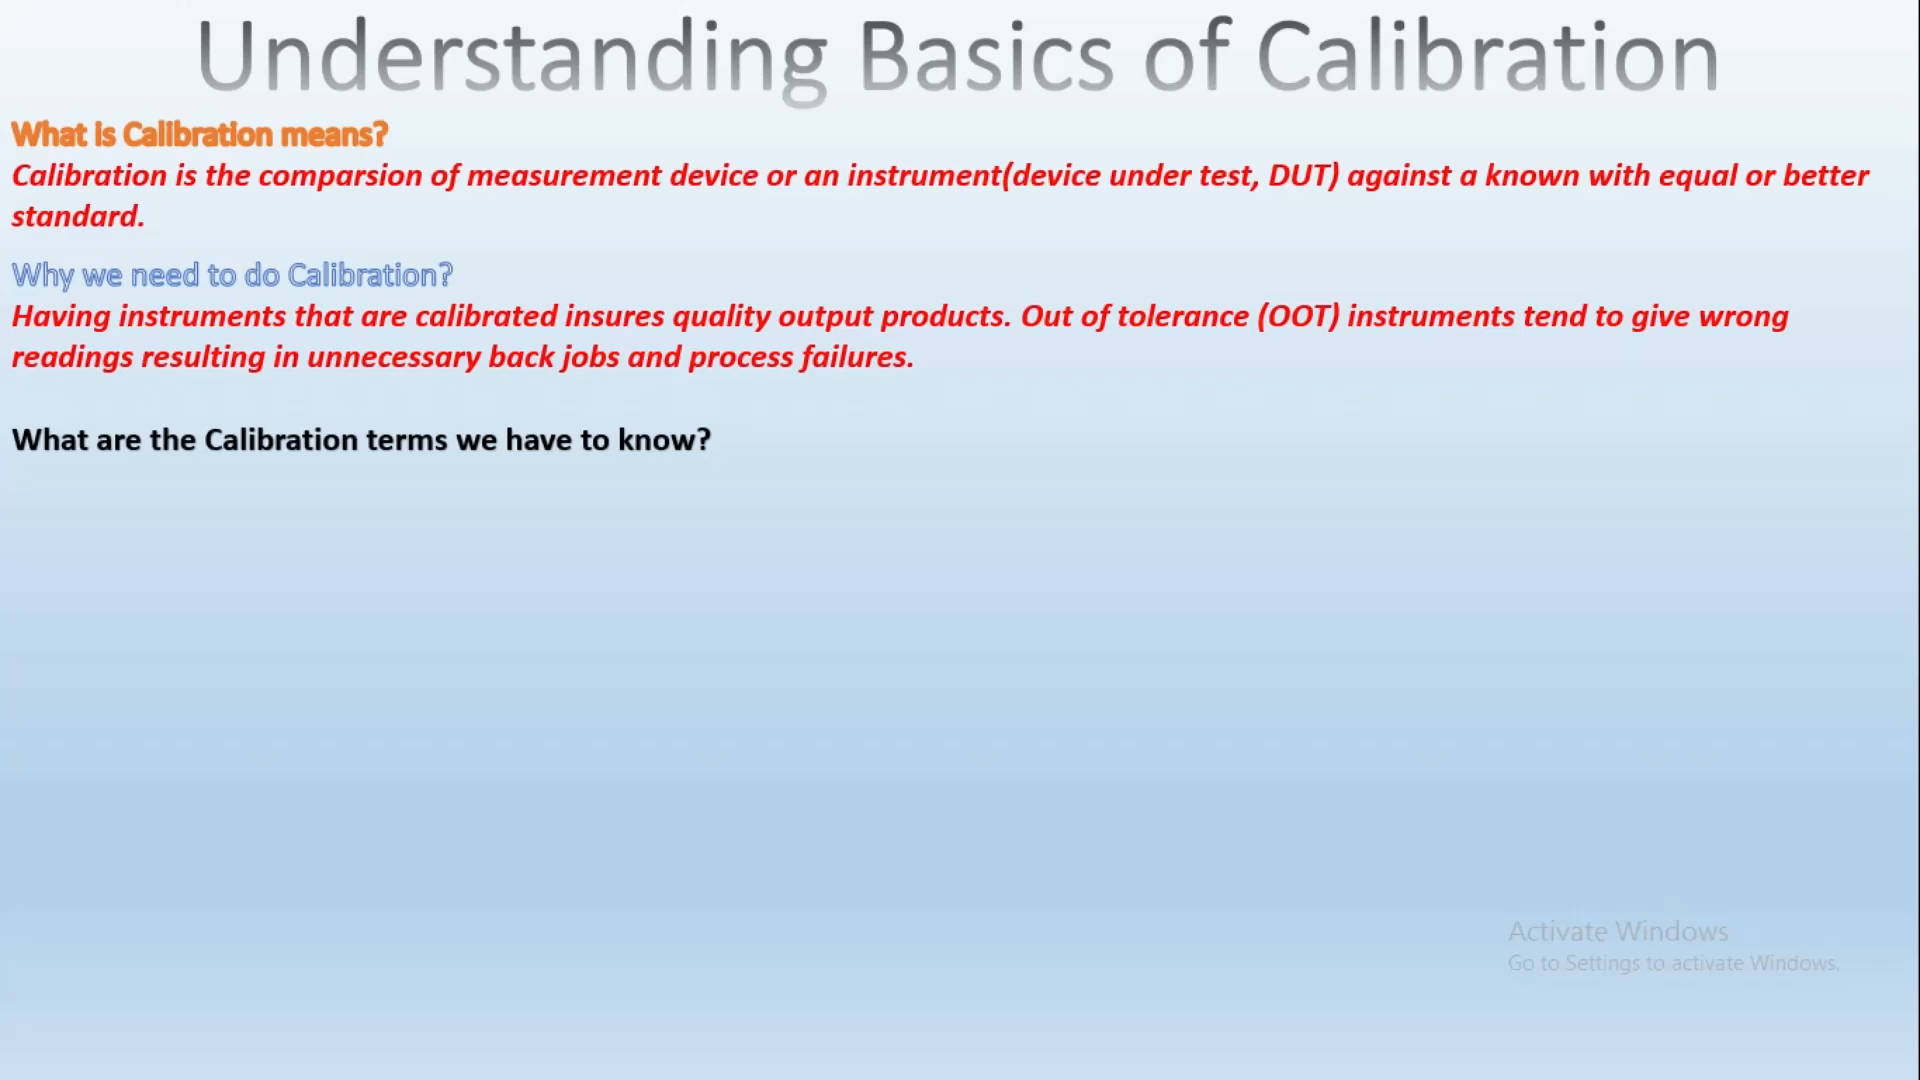 Understanding Basics of Calibration
What is Calibration means?
Calibration is the comparsion of measurement device or an instrument(device under test, DUT) against a known with equal or better
standard.
Why we need to do Calibration?
Having instruments that are calibrated insures quality output products. Out of tolerance (OOT) instruments tend to give wrong
readings resulting in unnecessary back jobs and process failures.
What are the Calibration terms we have to know?
Activate Windows
Go to Settings to activate Windows.